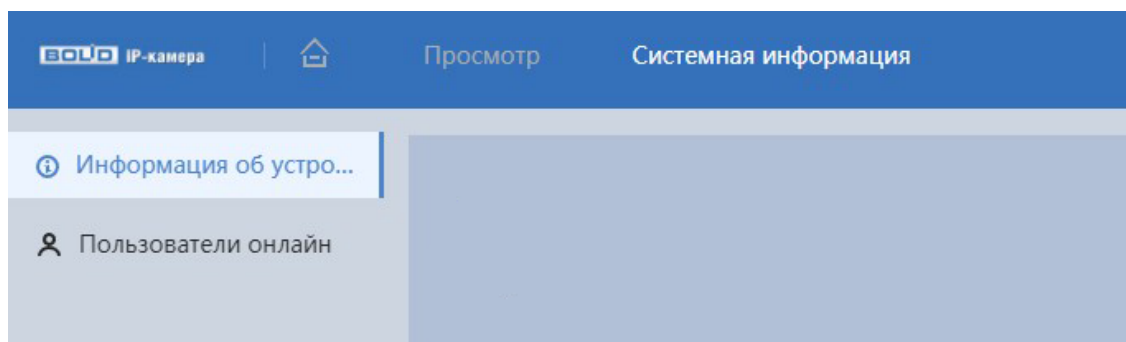 BOLID IP-камера Просмотр Системная информация
Информация об устро...
Пользователи онлайн